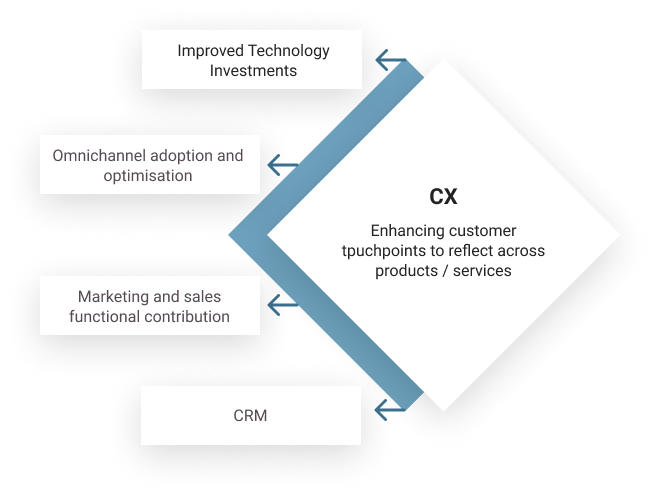 Improved Technology
Investments
Omnichannel adoption and
optimisation
CX
Enhancing customer
tpuchpoints to reflect across
products / services
Marketing and sales
functional contribution
CRM